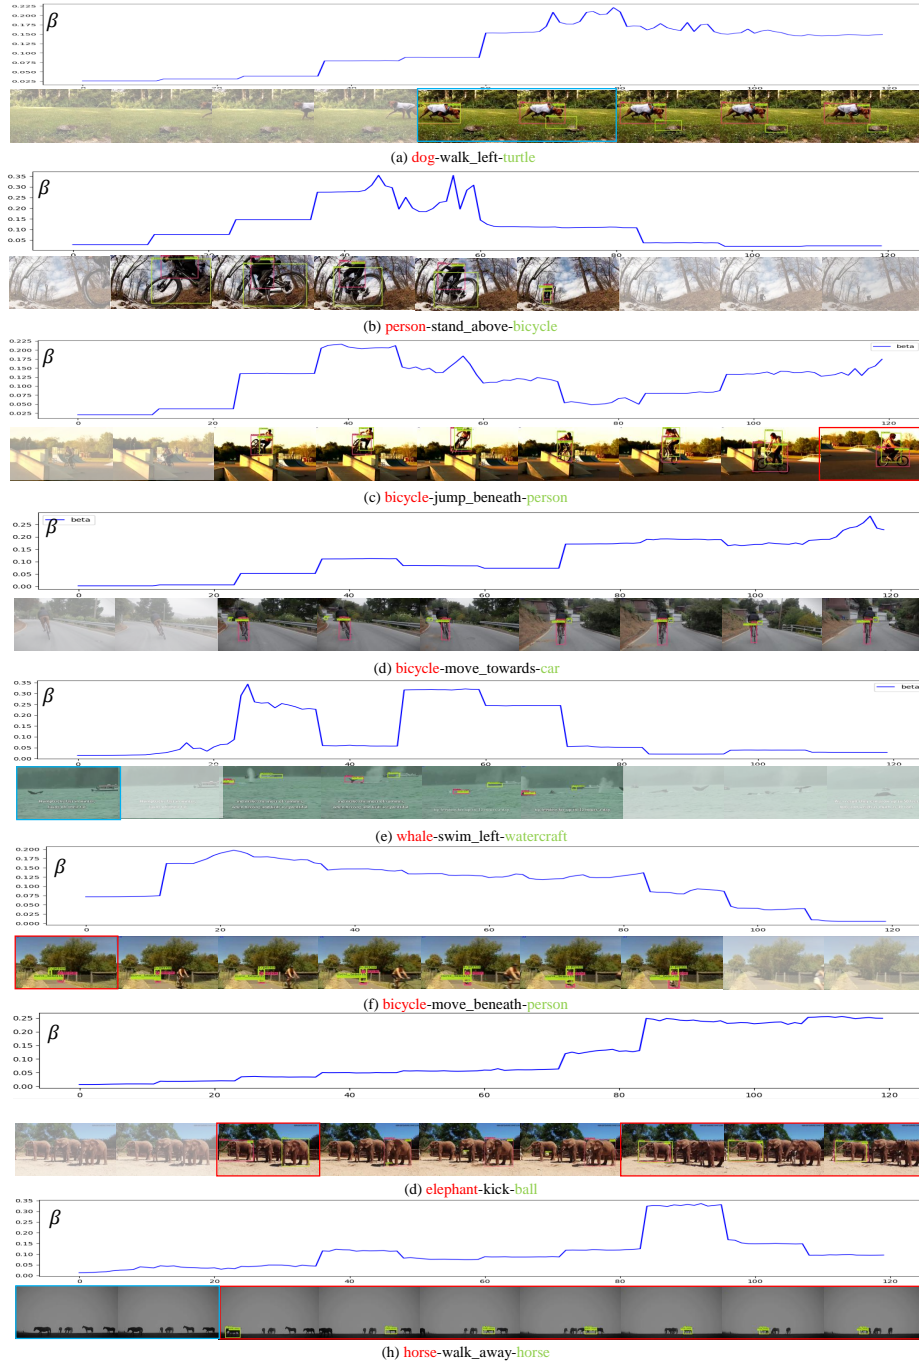 β
0.225
0.200
0.175
0.150
0.125
0.100
0.075
0.050
0.025
120
(a) dog-walk_left-turtle
β
0.35
0.30
0.25
0.20
0.15
0.10
0.05
0 20 40 60 80 100 120
(b) person-stand_above-bicycle
β
0.225
0.200
0.175
0.150
0.125
0.100
0.075
0.050
0.025
beta
0 20 40 60 80 100 120
(c) bicycle-jump_beneath-person
β
beta
0.25
0.20
0.15
0.10
0.05
0.00
0 20 40 60 80 100 120
(d) bicycle-move_towards-car
β
0.35
0.30
0.25
0.20
0.15
0.10
0.05
0.00
beta
0 20 40 60 80 100 120
(e) whale-swim_left-watercraft
β
0.200
0.175
0.150
0.125
0.100
0.075
0.050
0.025
0.000
0 20 40 60 80 100 120
(f) bicycle-move_beneath-person
β
0.25
0.20
0.15
0.10
0.05
0.00
0 20 40 60 80 100 120
(d) elephant-kick-ball
β
0.35
0.30
0.25
0.20
0.15
0.10
0.05
0.00
0 20 40 60 80 100 120
(h) horse-walk_away-horse